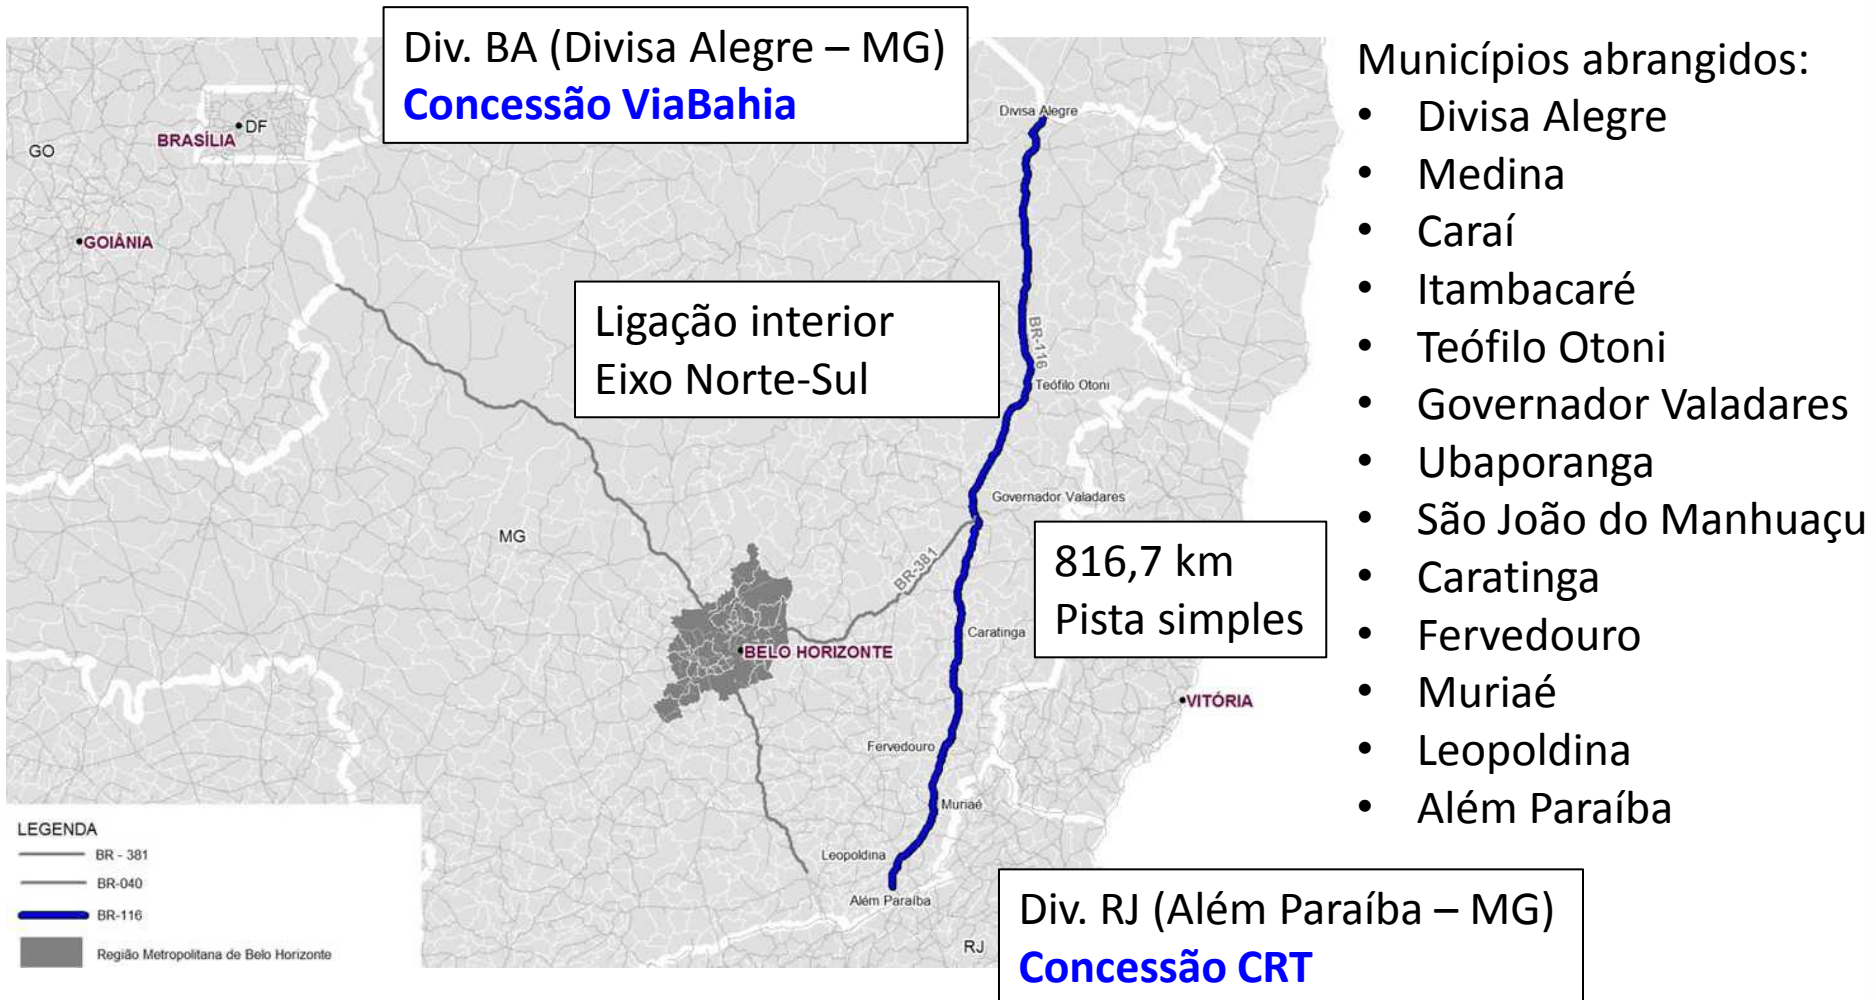 Div. BA (Divisa Alegre – MG)
Concessão ViaBahia
Municípios abrangidos:
• Divisa Alegre
• Medina
• Caraí
• Itambacaré
• Teófilo Otoni
• Governador Valadares
• Ubaporanga
• São João do Manhuaçu
• Caratinga
• Fervedouro
• Muriaé
• Leopoldina
• Além Paraíba
Divisa Alegre
DF
BRASÍLIA
GO
GOIÂNIA
Ligação interior
Eixo Norte-Sul
BR-116
Teófilo Otoni
Governador Valadares
MG
BR-381
816,7 km
Pista simples
Caratinga
BELO HORIZONTE
VITÓRIA
Fervedouro
Muriaé
Leopoldina
Além Paraíba
RJ
LEGENDA
BR - 381
BR-040
BR-116
Região Metropolitana de Belo Horizonte
Div. RJ (Além Paraíba – MG)
Concessão CRT